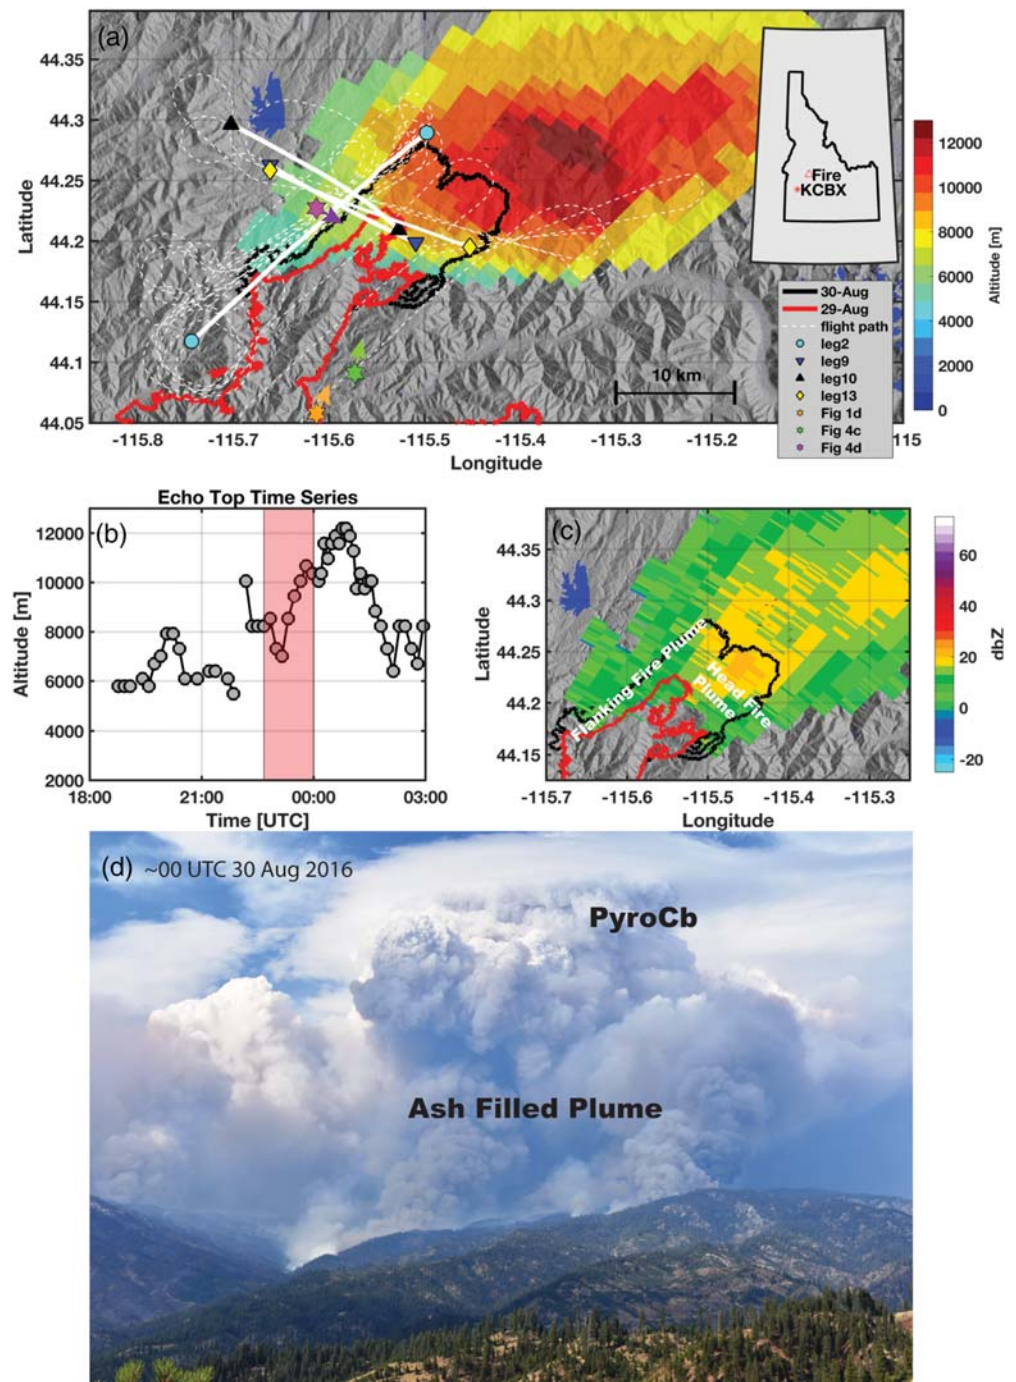 (a)
44.35
44.3
44.25
44.2
44.15
44.1
44.05
Latitude
-115.8
-115.7
-115.6
-115.5
-115.4
-115.3
-115.2
-115
Longitude
10 km
Fire
KCBX
30-Aug
29-Aug
flight path
leg2
leg9
leg10
leg13
Fig 1d
Fig 4c
Fig 4d
12000
10000
8000
6000
4000
2000
0
Altitude [m]
Echo Top Time Series
(b)
12000
10000
8000
6000
4000
2000
Altitude [m]
18:00
21:00
00:00
03:00
Time [UTC]
(c)
44.35
44.3
44.25
44.2
44.15
Latitude
Flanking Fire Plume
Head Fire
Plume
-115.7
-115.6
-115.5
-115.4
-115.3
Longitude
60
40
20
0
-20
dbZ
(d) ~00 UTC 30 Aug 2016
PyroCb
Ash Filled Plume